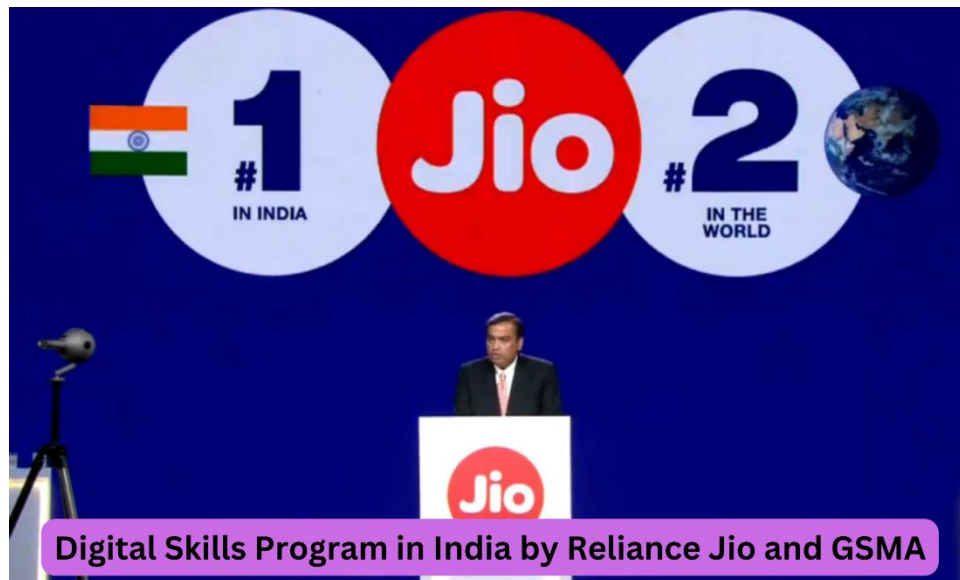 #1
IN INDIA
Jio
#2
IN THE
WORLD
Jio
Digital Skills Program in India by Reliance Jio and GSMA